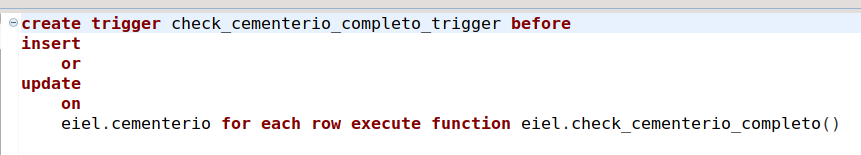 create trigger check_cementerio_completo_trigger before
insert
or
update
on
eiel.cementerio for each row execute function eiel.check_cementerio_completo()